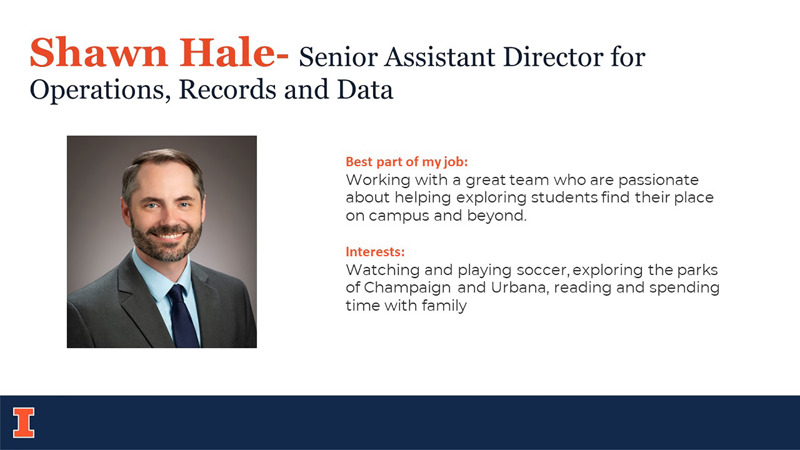 Shawn Hale- Senior Assistant Director for
Operations, Records and Data
Best part of my job:
Working with a great team who are passionate
about helping exploring students find their place
on campus and beyond.
Interests:
Watching and playing soccer, exploring the parks
of Champaign and Urbana, reading and spending
time with family
I